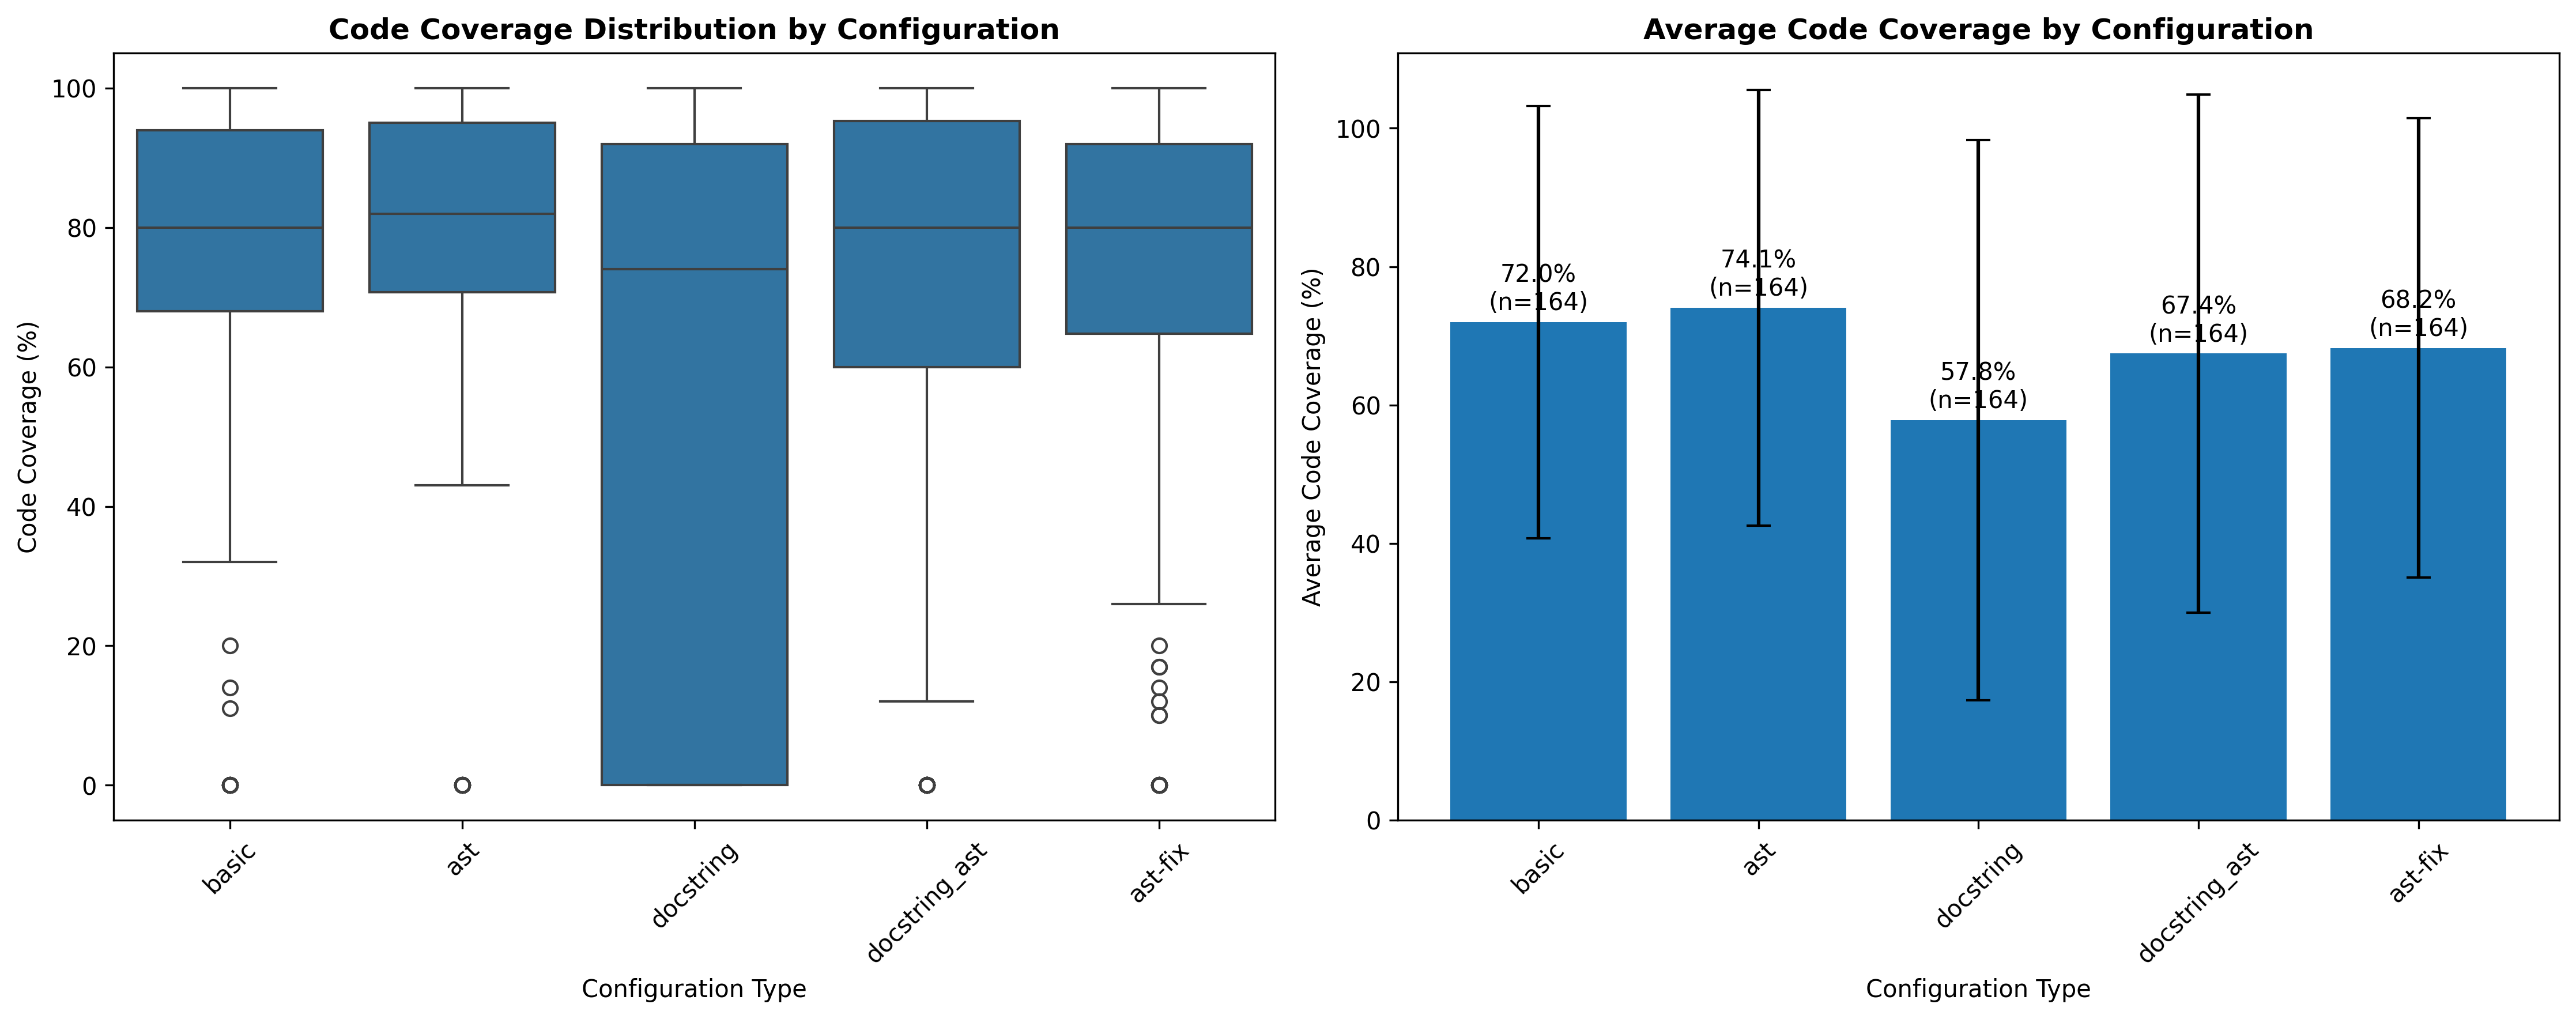 Code Coverage Distribution by Configuration
Code Coverage (%)
100
80
60
40
20
0
basic
ast
docstring
docstring_ast
ast-fix
Configuration Type
Average Code Coverage by Configuration
Average Code Coverage (%)
100
80
60
40
20
0
72.0%
(n=164)
74.1%
(n=164)
57.8%
(n=164)
67.4%
(n=164)
68.2%
(n=164)
basic
ast
docstring
docstring_ast
ast-fix
Configuration Type